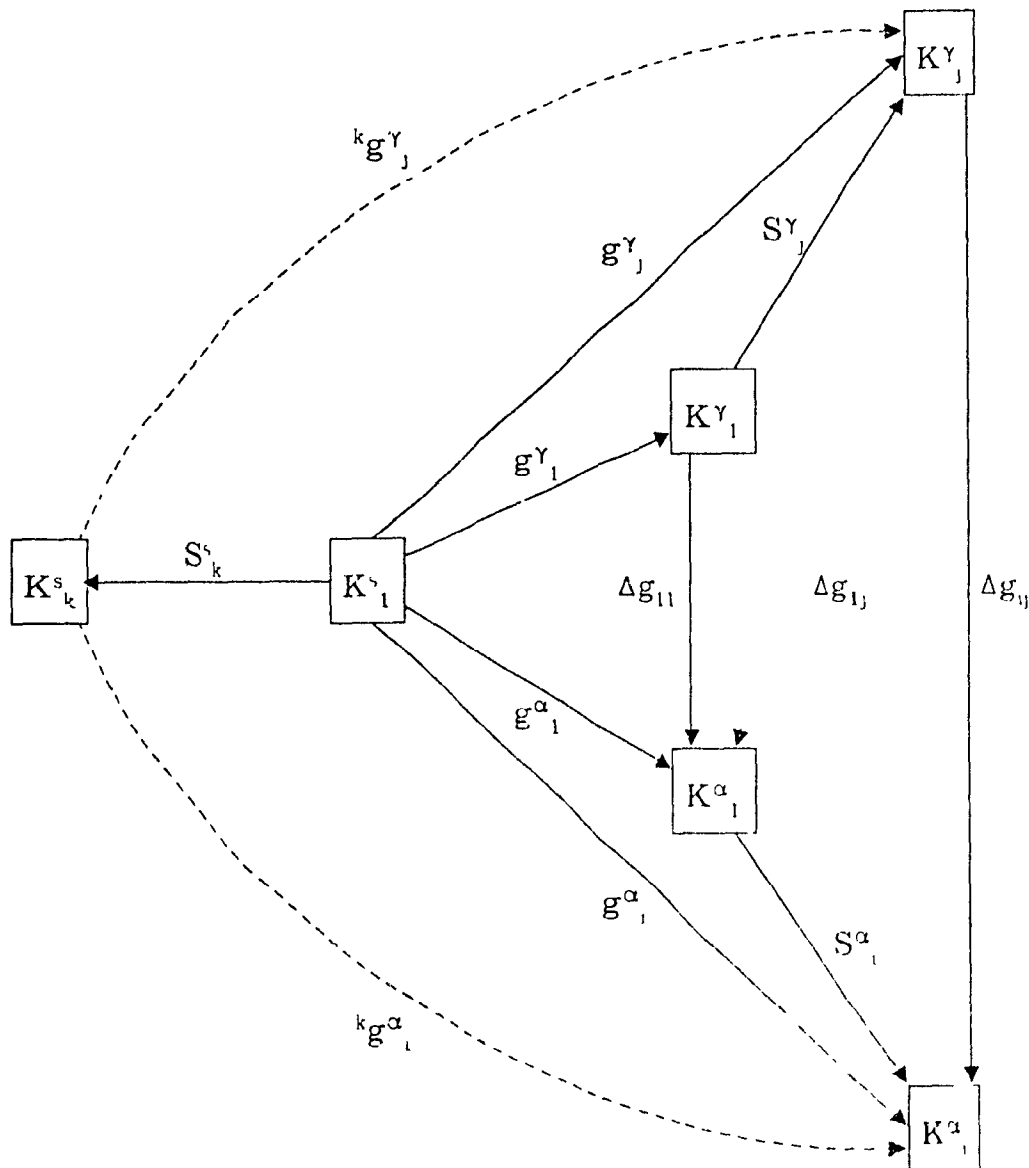 K^γ_j
^k g^γ_j
S^γ_j
g^γ_j
K^γ_1
g^γ_1
S^s_k
K^s_k
K^s_1
Δg_11
Δg_1j
Δg_ij
g^α_1
K^α_1
g^α_i
S^α_i
^k g^α_i
K^α_i